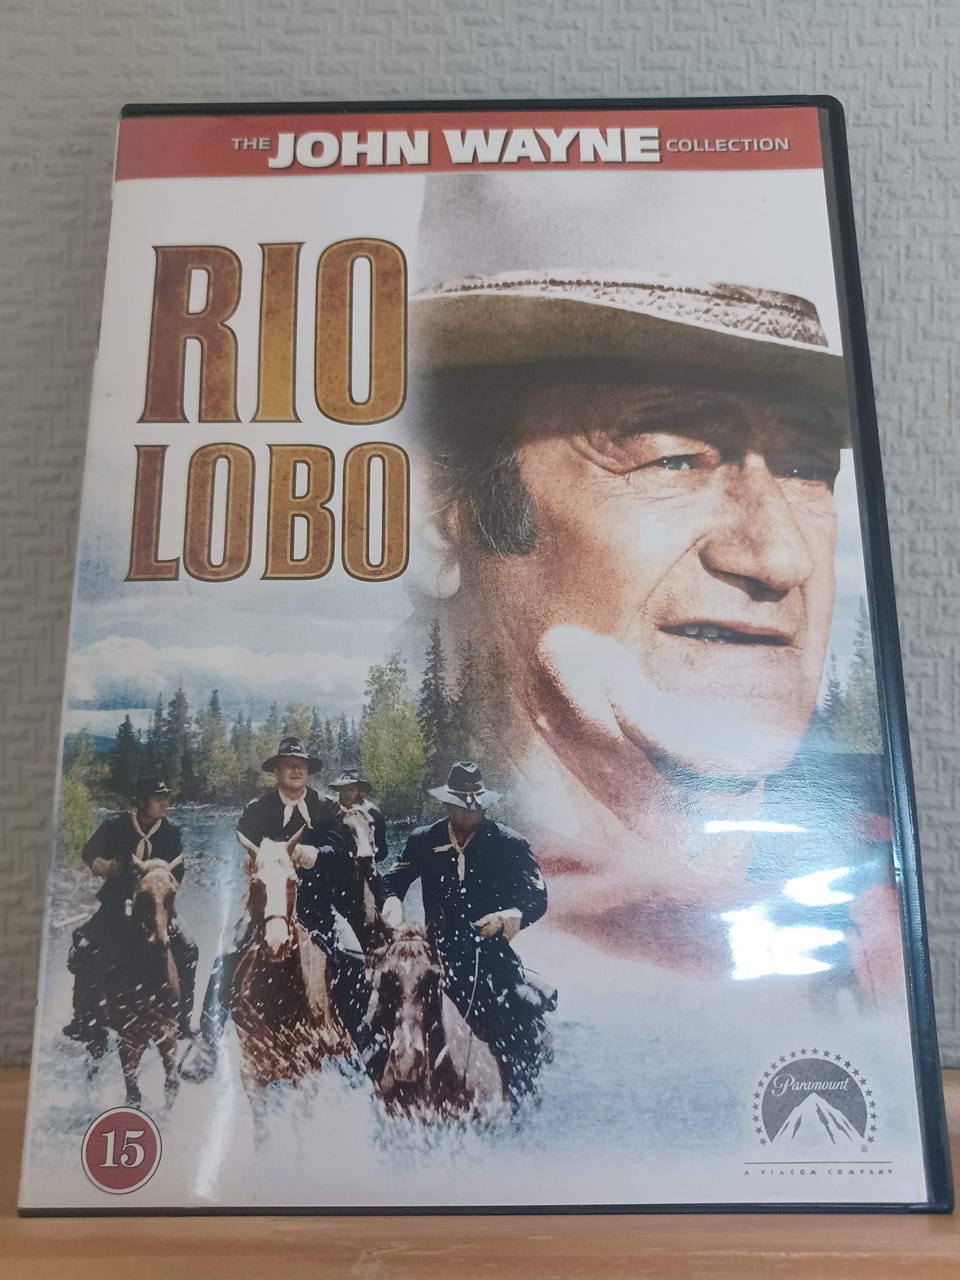 THE JOHN WAYNE COLLECTION
RIO
LOBO
15
Paramount
A VIACOM COMPANY